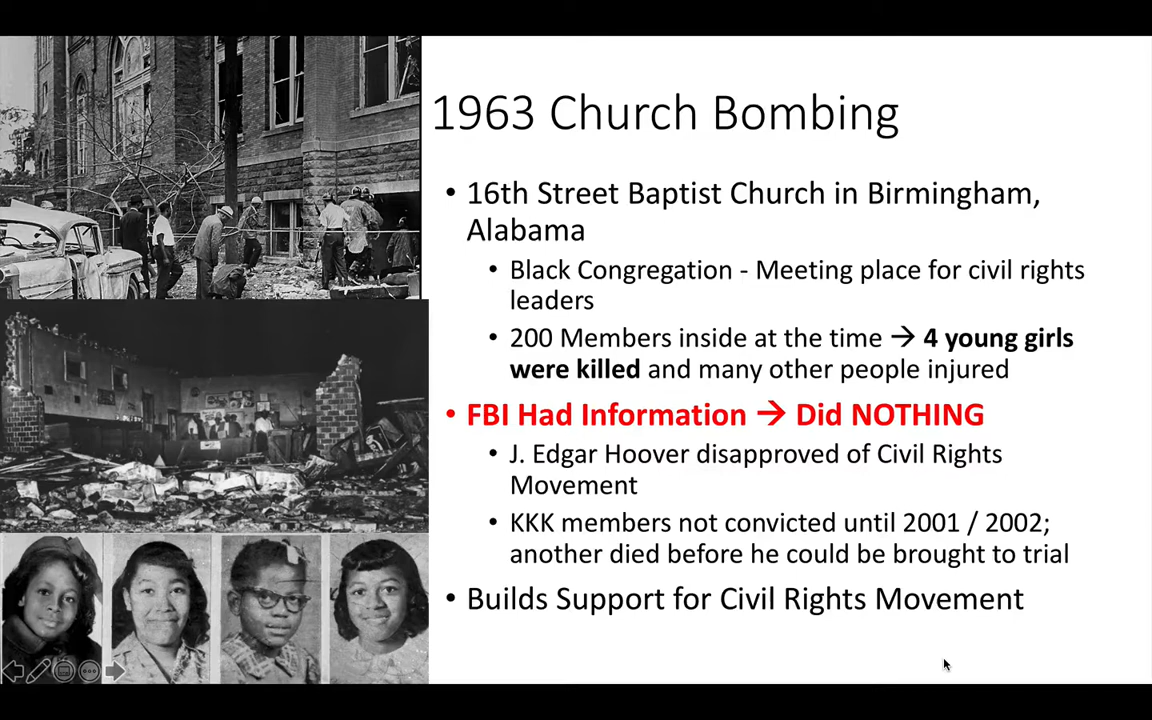 1963 Church Bombing
• 16th Street Baptist Church in Birmingham,
Alabama
• Black Congregation - Meeting place for civil rights
leaders
• 200 Members inside at the time → 4 young girls
were killed and many other people injured
• FBI Had Information → Did NOTHING
• J. Edgar Hoover disapproved of Civil Rights
Movement
• KKK members not convicted until 2001 / 2002;
another died before he could be brought to trial
• Builds Support for Civil Rights Movement